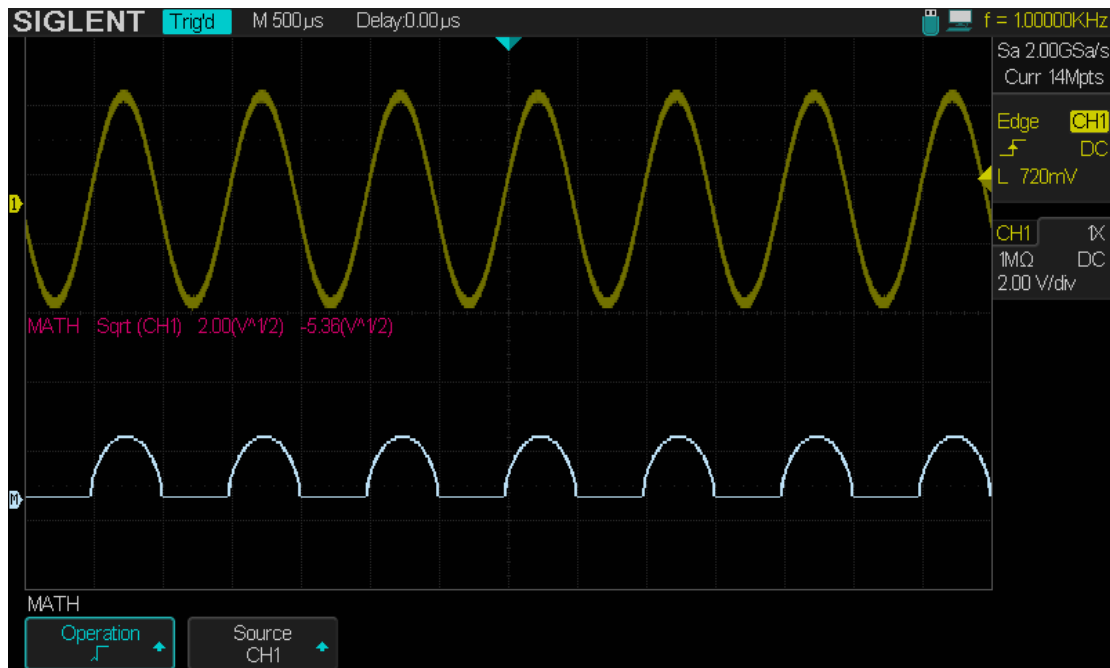 SIGLENT Trig'd M 500μs Delay:0.00μs f = 1.00000KHz
Sa 2.00GSa/s
Curr 14Mpts
Edge CH1
DC
L 720mV
1
CH1 1X
1MΩ DC
2.00 V/div
MATH Sqrt (CH1) 2.00(V^1/2) -5.36(V^1/2)
M
MATH
Operation
√
Source
CH1